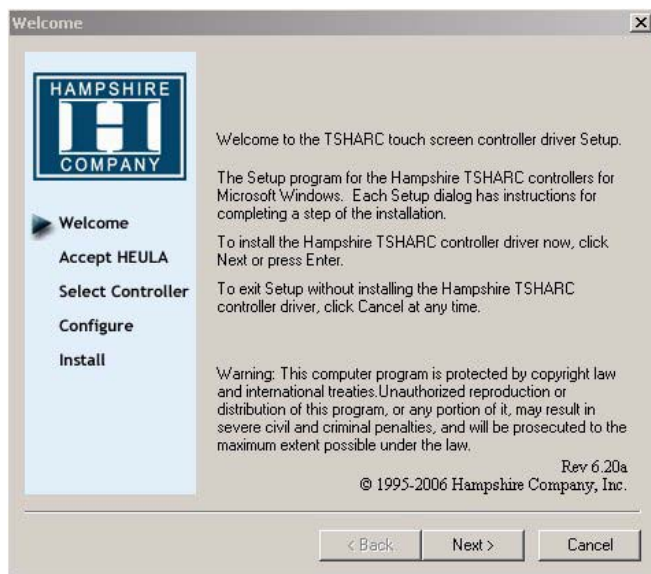 Welcome
HAMPSHIRE
H
COMPANY
Welcome
Accept HEULA
Select Controller
Configure
Install
Welcome to the TSHARC touch screen controller driver Setup.
The Setup program for the Hampshire TSHARC controllers for
Microsoft Windows.  Each Setup dialog has instructions for
completing a step of the installation.
To install the Hampshire TSHARC controller driver now, click
Next or press Enter.
To exit Setup without installing the Hampshire TSHARC
controller driver, click Cancel at any time.
Warning: This computer program is protected by copyright law
and international treaties.Unauthorized reproduction or
distribution of this program, or any portion of it, may result in
severe civil and criminal penalties, and will be prosecuted to the
maximum extent possible under the law.
Rev 6.20a
© 1995-2006 Hampshire Company, Inc.
< Back
Next >
Cancel